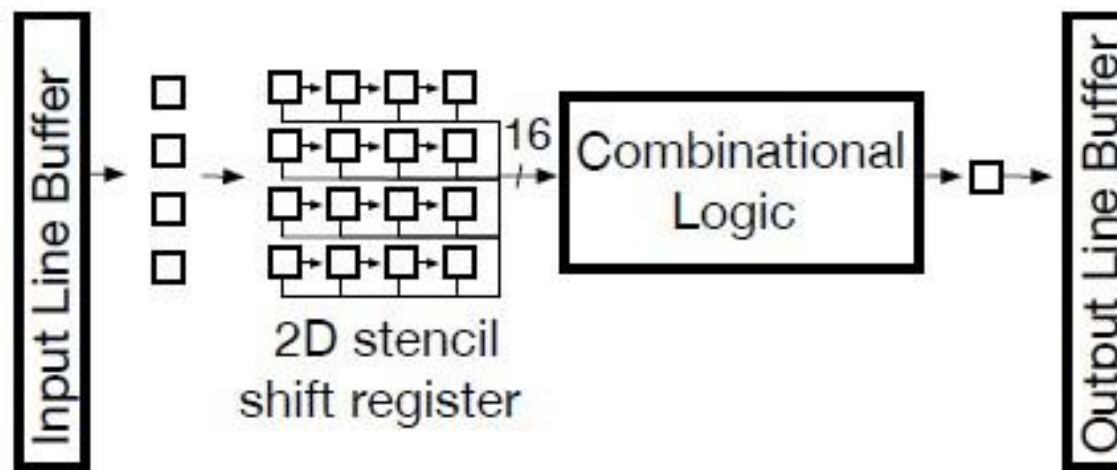 Input Line Buffer
16
Combinational
Logic
2D stencil
shift register
Output Line Buffer